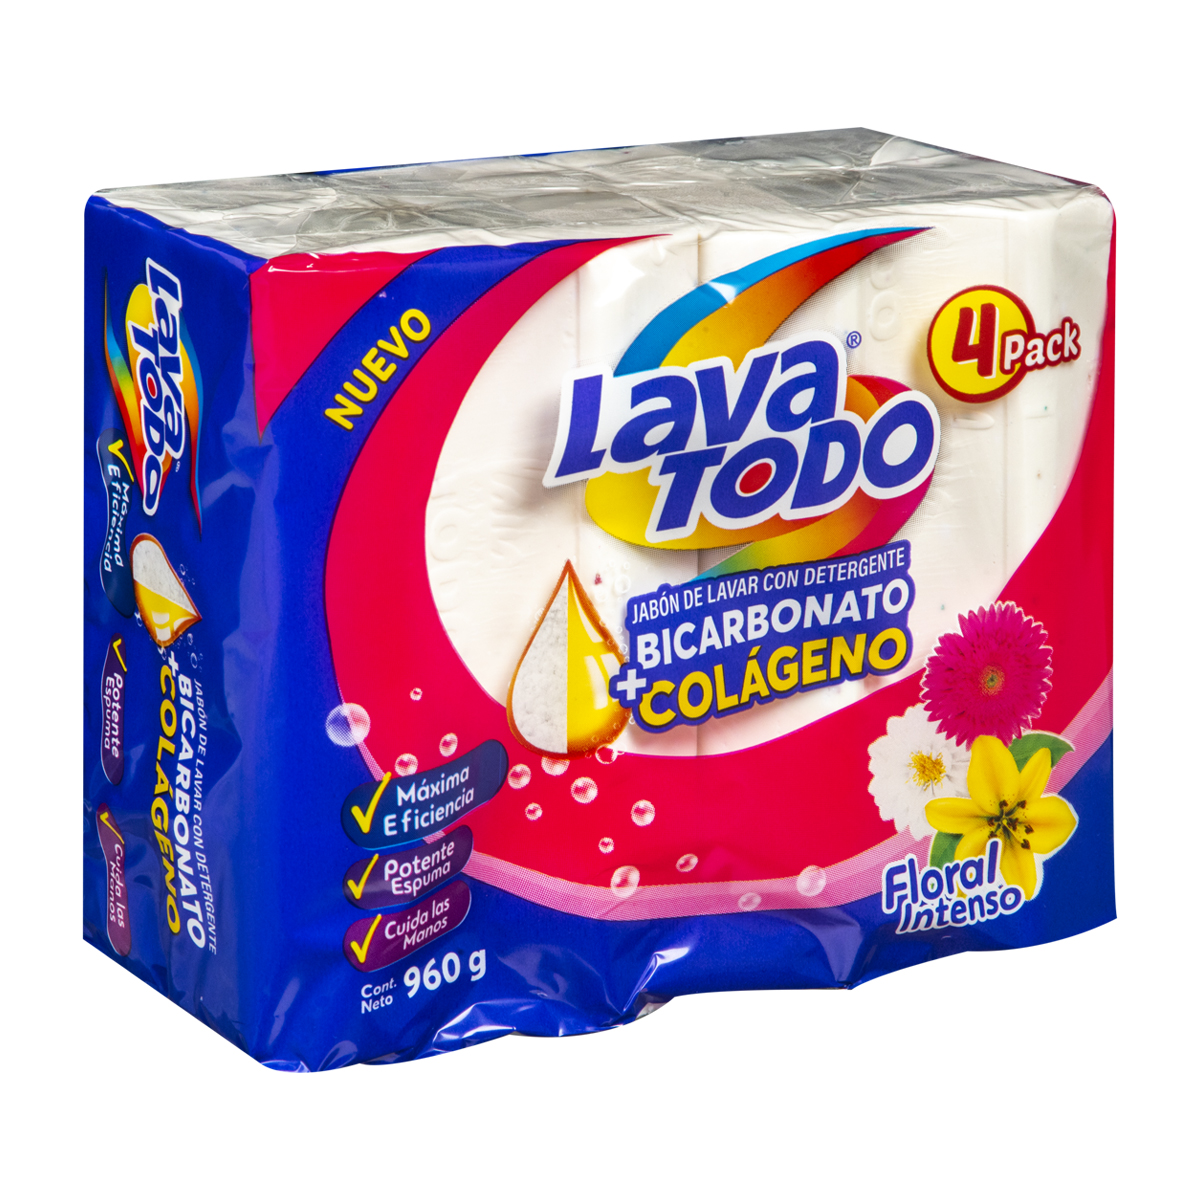 NUEVO
Lava
TODO
®
4 Pack
JABÓN DE LAVAR CON DETERGENTE
BICARBONATO
+COLÁGENO
Máxima
Eficiencia
Potente
Espuma
Cuida las
Manos
Cont.
Neto 960 g
Floral
Intenso
Lava
TODO
®
Máxima
Eficiencia
Potente
Espuma
Cuida las
Manos
JABÓN DE LAVAR CON DETERGENTE
BICARBONATO
+COLÁGENO